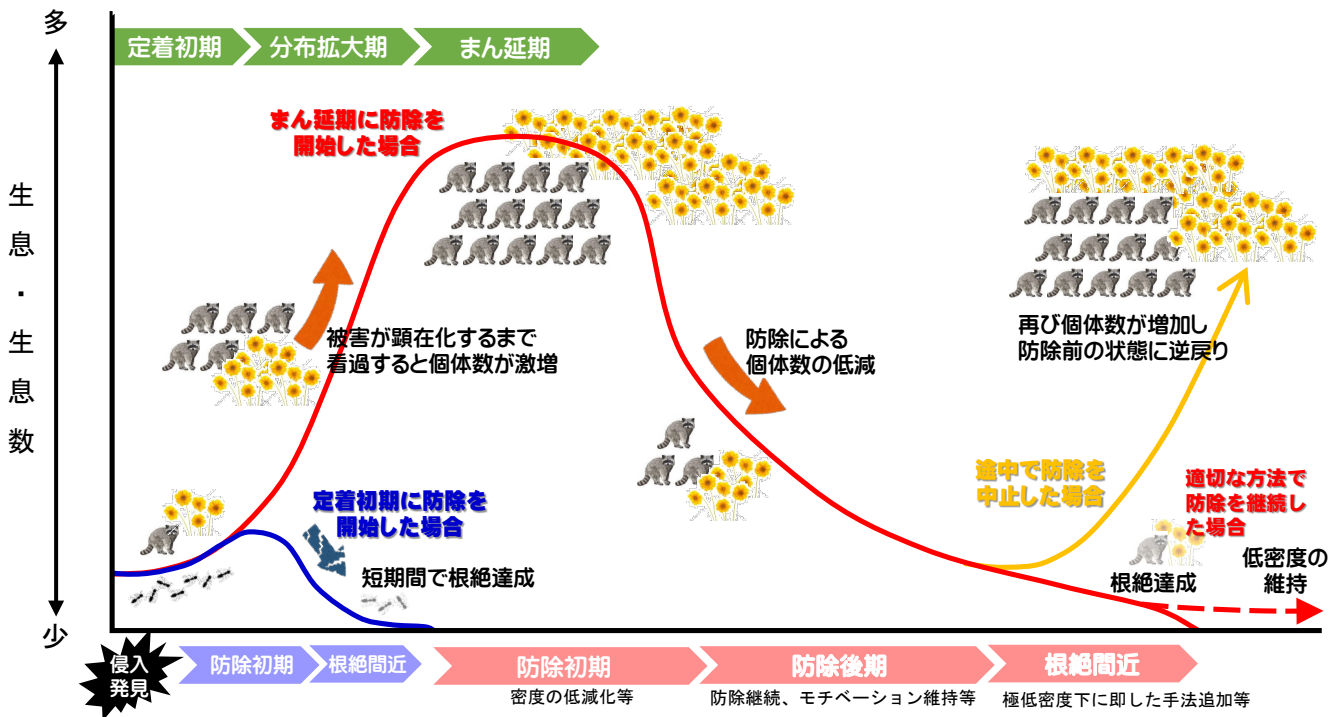 多
定着初期
分布拡大期
まん延期
まん延期に防除を
開始した場合
生息・生息数
被害が顕在化するまで
看過すると個体数が激増
防除による
個体数の低減
再び個体数が増加し
防除前の状態に逆戻り
定着初期に防除を
開始した場合
短期間で根絶達成
途中で防除を
中止した場合
適切な方法で
防除を継続し
た場合
根絶達成
低密度の
維持
少
侵入
発見
防除初期
根絶間近
防除初期
防除後期
根絶間近
密度の低減化等
防除継続、モチベーション維持等
極低密度下に即した手法追加等